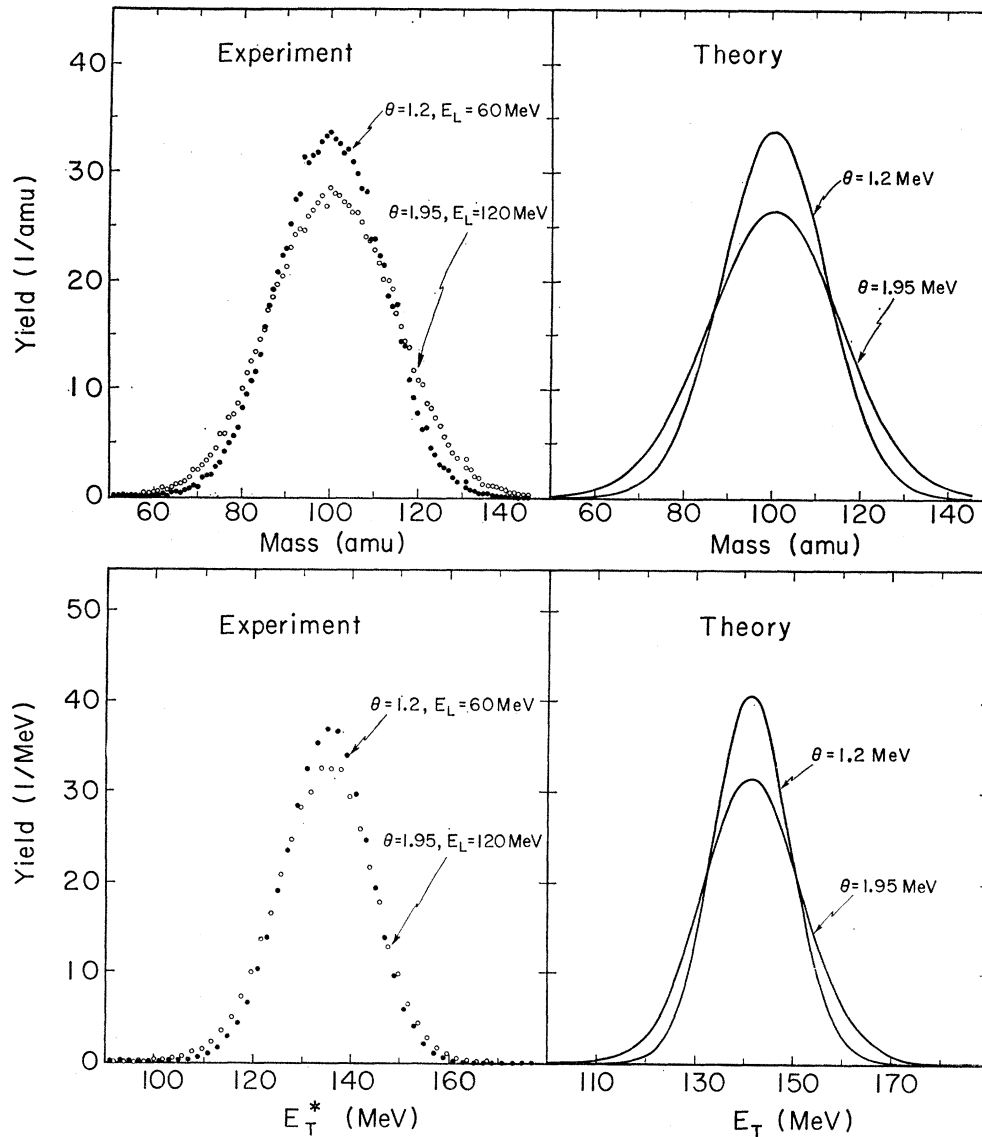 Experiment
Theory
40
30
20
10
0
Yield (1/amu)
θ=1.2, E_L=60 MeV
θ=1.95, E_L=120 MeV
θ=1.2 MeV
θ=1.95 MeV
60 80 100 120 140
60 80 100 120 140
Mass (amu)
Mass (amu)
Experiment
Theory
50
40
30
20
10
0
Yield (1/MeV)
θ=1.2, E_L=60 MeV
θ=1.95, E_L=120 MeV
θ=1.2 MeV
θ=1.95 MeV
100 120 140 160
110 130 150 170
E_T^* (MeV)
E_T (MeV)